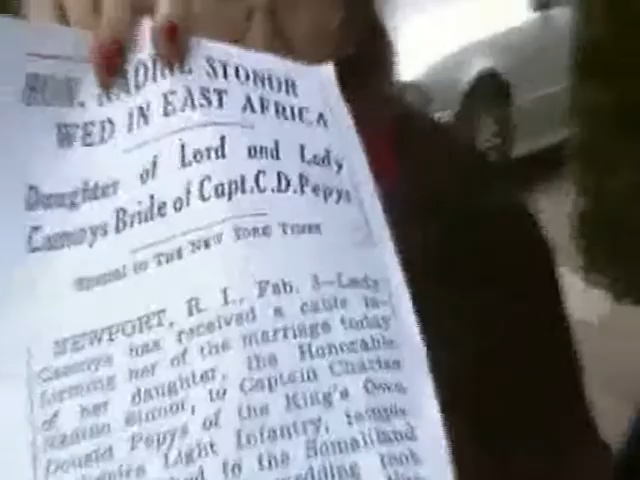 HON. NADINE STONOR
WED IN EAST AFRICA
Daughter of Lord and Lady
Camoys Bride of Capt. C. D. Pepys
Special to THE NEW YORK TIMES
NEWPORT, R. I., Feb. 3—Lady
Camoys has received a cable in-
forming her of the marriage today
of her daughter, the Honorable
Nadine Stonor, to Captain Charles
Donald Pepys of the King's Own
Light Infantry,
to the Somaliland
wedding took